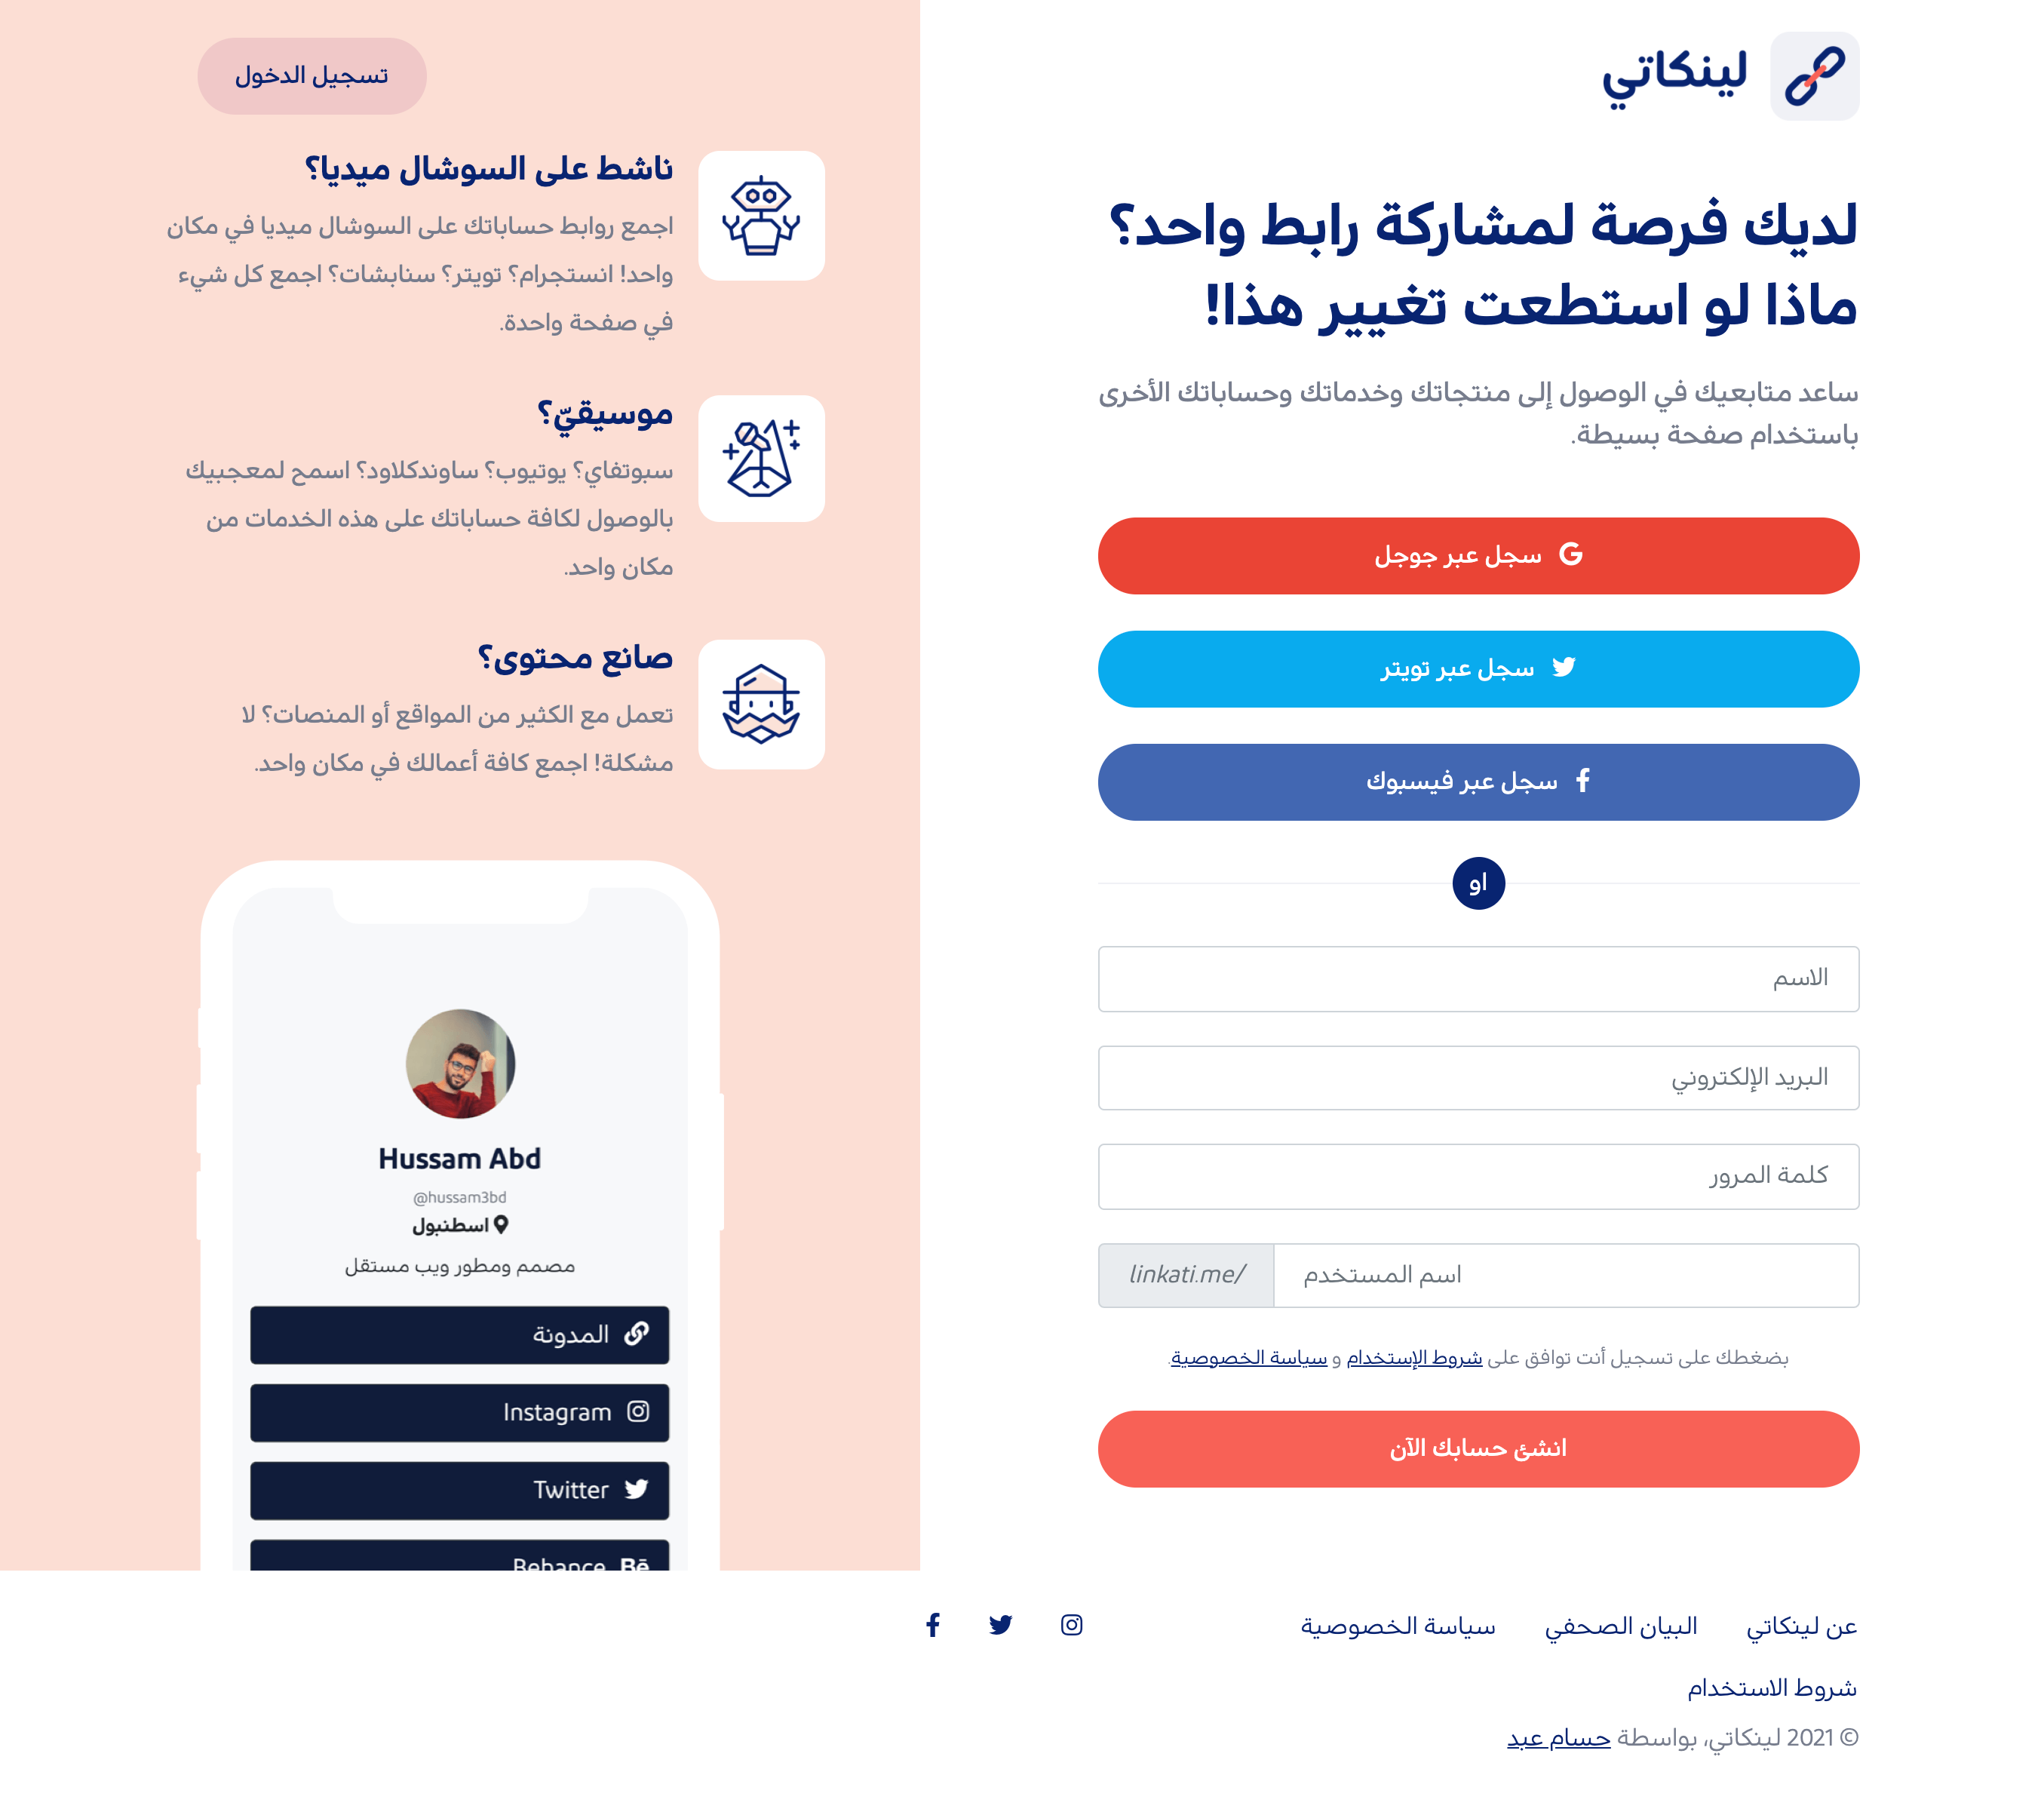 لينكاتي
لديك فرصة لمشاركة رابط واحد؟
ماذا لو استطعت تغيير هذا!
ساعد متابعيك في الوصول إلى منتجاتك وخدماتك وحساباتك الأخرى
باستخدام صفحة بسيطة.
سجل عبر جوجل
سجل عبر تويتر
سجل عبر فيسبوك
او
الاسم
البريد الإلكتروني
كلمة المرور
اسم المستخدم
linkati.me/
بضغطك على تسجيل أنت توافق على شروط الإستخدام و سياسة الخصوصية.
انشئ حسابك الآن
تسجيل الدخول
ناشط على السوشال ميديا؟
اجمع روابط حساباتك على السوشال ميديا في مكان
واحد! انستجرام؟ تويتر؟ سنابشات؟ اجمع كل شيء
في صفحة واحدة.
موسيقيّ؟
سبوتفاي؟ يوتيوب؟ ساوندكلاود؟ اسمح لمعجبيك
بالوصول لكافة حساباتك على هذه الخدمات من
مكان واحد.
صانع محتوى؟
تعمل مع الكثير من المواقع أو المنصات؟ لا
مشكلة! اجمع كافة أعمالك في مكان واحد.
Hussam Abd
@hussam3bd
اسطنبول
مصمم ومطور ويب مستقل
المدونة
Instagram
Twitter
Behance
عن لينكاتي
البيان الصحفي
سياسة الخصوصية
شروط الاستخدام
© 2021 لينكاتي، بواسطة حسام عبد